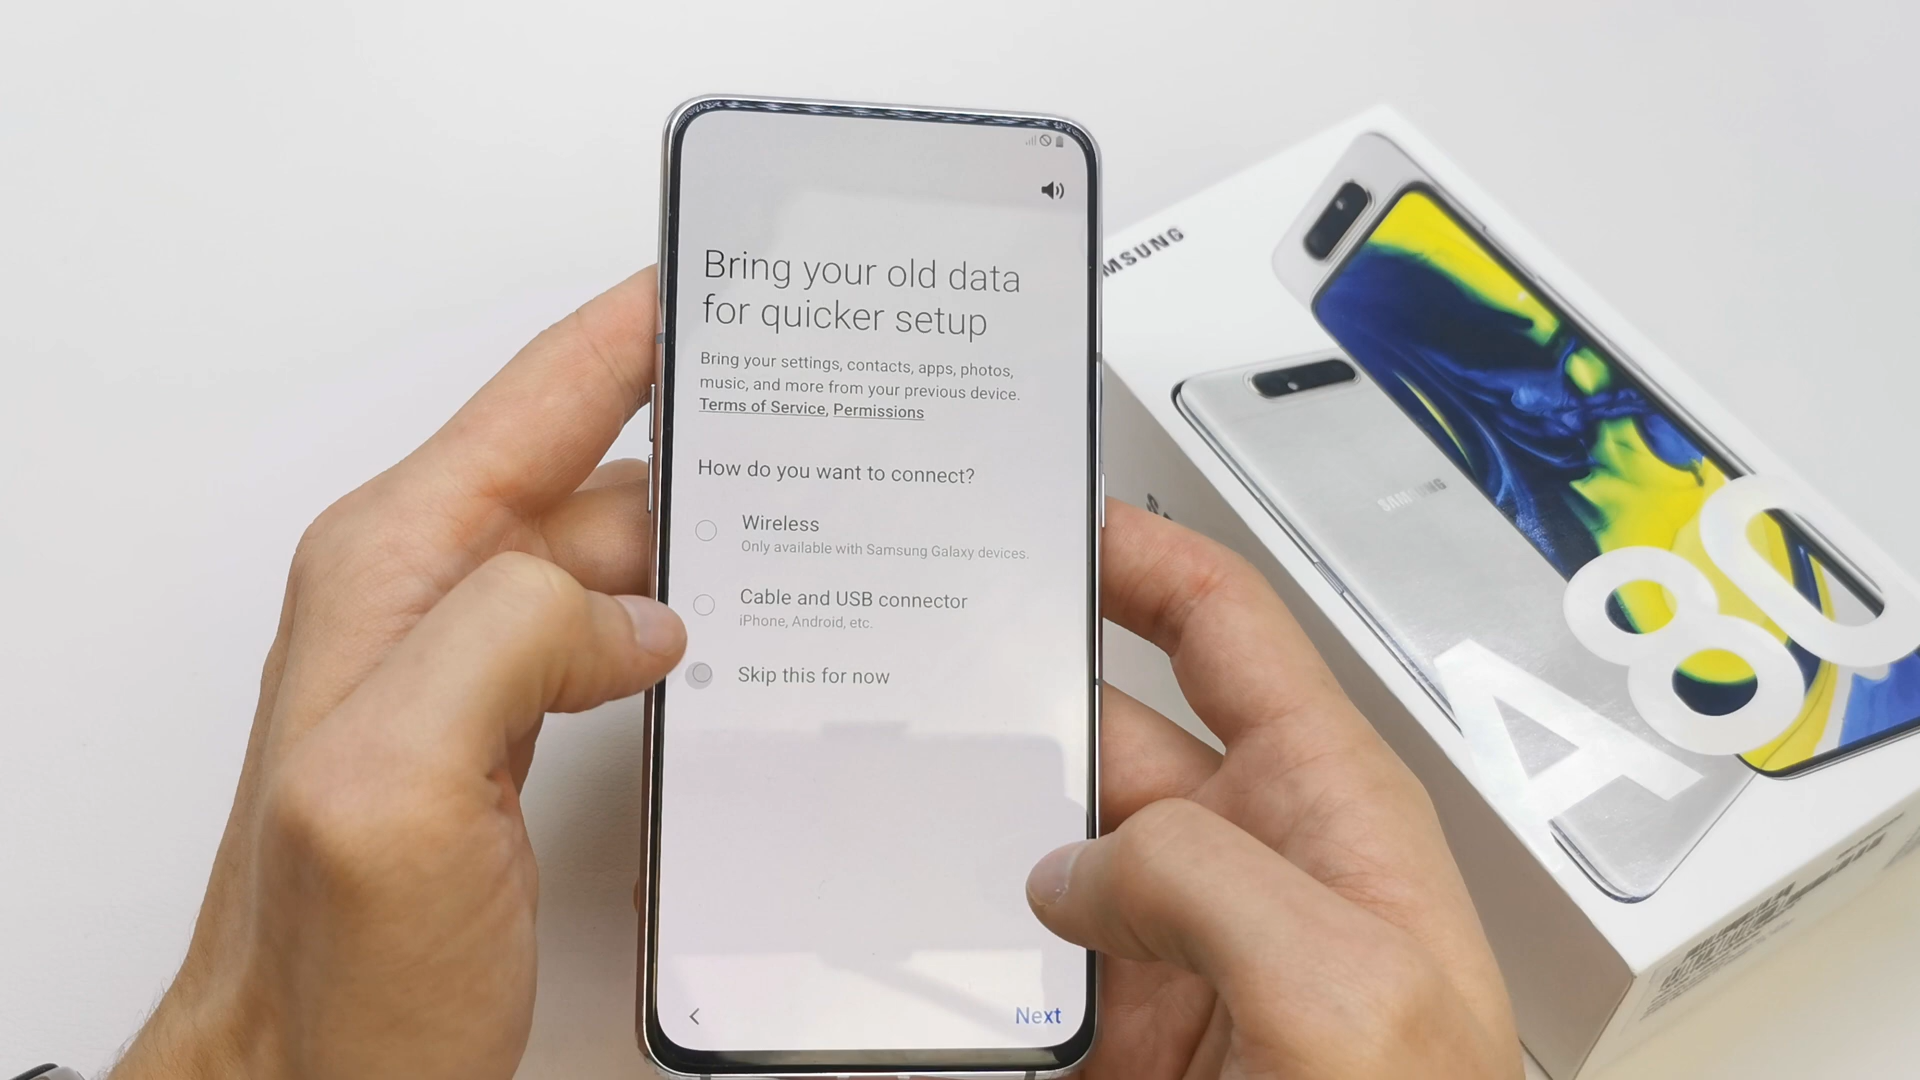 Bring your old data
for quicker setup
Bring your settings, contacts, apps, photos,
music, and more from your previous device.
Terms of Service, Permissions
How do you want to connect?
Wireless
Only available with Samsung Galaxy devices.
Cable and USB connector
iPhone, Android, etc.
Skip this for now
Next
MSUNG
SAMSUNG
A80